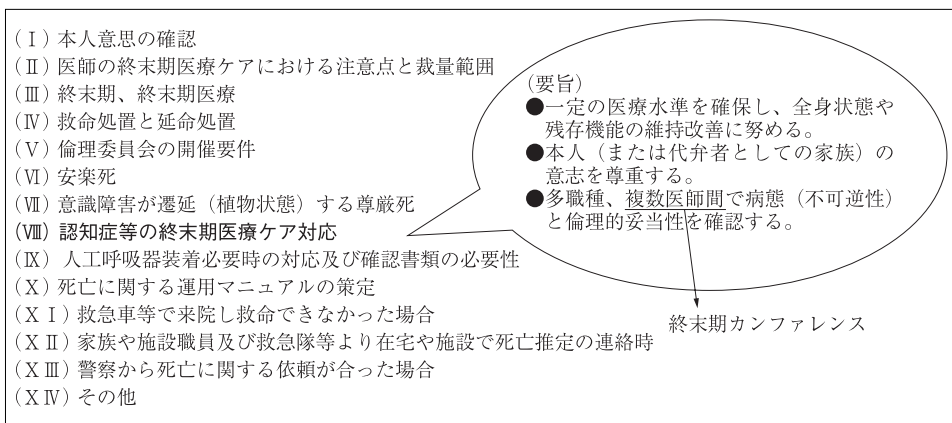 (Ⅰ) 本人意思の確認
(Ⅱ) 医師の終末期医療ケアにおける注意点と裁量範囲
(Ⅲ) 終末期、終末期医療
(Ⅳ) 救命処置と延命処置
(Ⅴ) 倫理委員会の開催要件
(Ⅵ) 安楽死
(Ⅶ) 意識障害が遷延（植物状態）する尊厳死
(Ⅷ) 認知症等の終末期医療ケア対応
(Ⅸ) 人工呼吸器装着必要時の対応及び確認書類の必要性
(Ⅹ) 死亡に関する運用マニュアルの策定
(ⅩⅠ) 救急車等で来院し救命できなかった場合
(ⅩⅡ) 家族や施設職員及び救急隊等より在宅や施設で死亡推定の連絡時
(ⅩⅢ) 警察から死亡に関する依頼が合った場合
(ⅩⅣ) その他
（要旨）
●一定の医療水準を確保し、全身状態や
残存機能の維持改善に努める。
●本人（または代弁者としての家族）の
意志を尊重する。
●多職種、複数医師間で病態（不可逆性）
と倫理的妥当性を確認する。
終末期カンファレンス